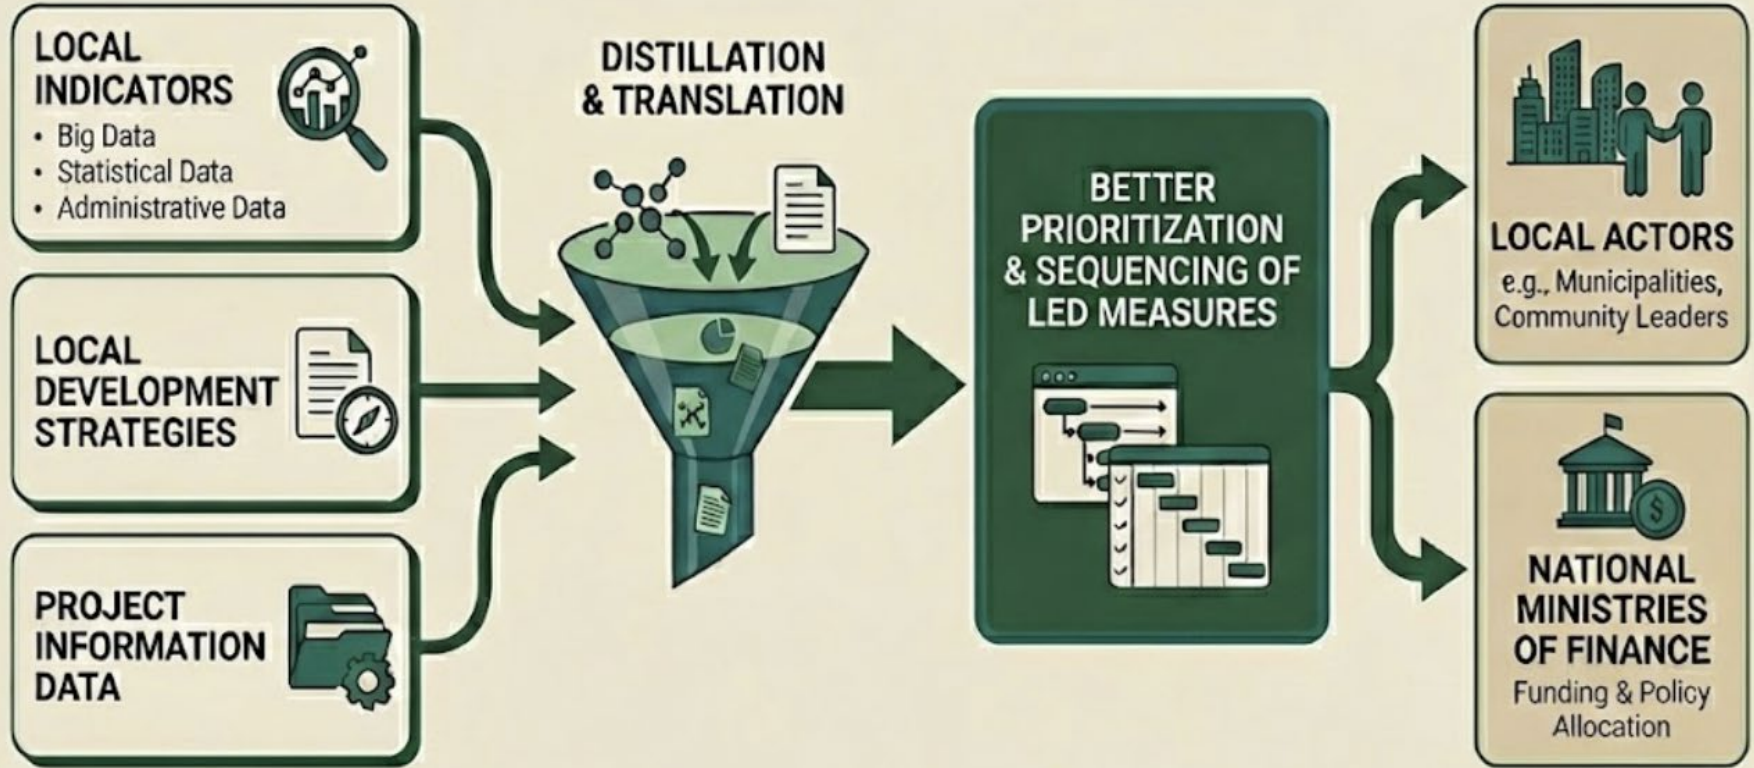 LOCAL
INDICATORS
• Big Data
• Statistical Data
• Administrative Data
LOCAL
DEVELOPMENT
STRATEGIES
PROJECT
INFORMATION
DATA
DISTILLATION
& TRANSLATION
BETTER
PRIORITIZATION
& SEQUENCING OF
LED MEASURES
LOCAL ACTORS
e.g., Municipalities,
Community Leaders
$
NATIONAL
MINISTRIES
OF FINANCE
Funding & Policy
Allocation